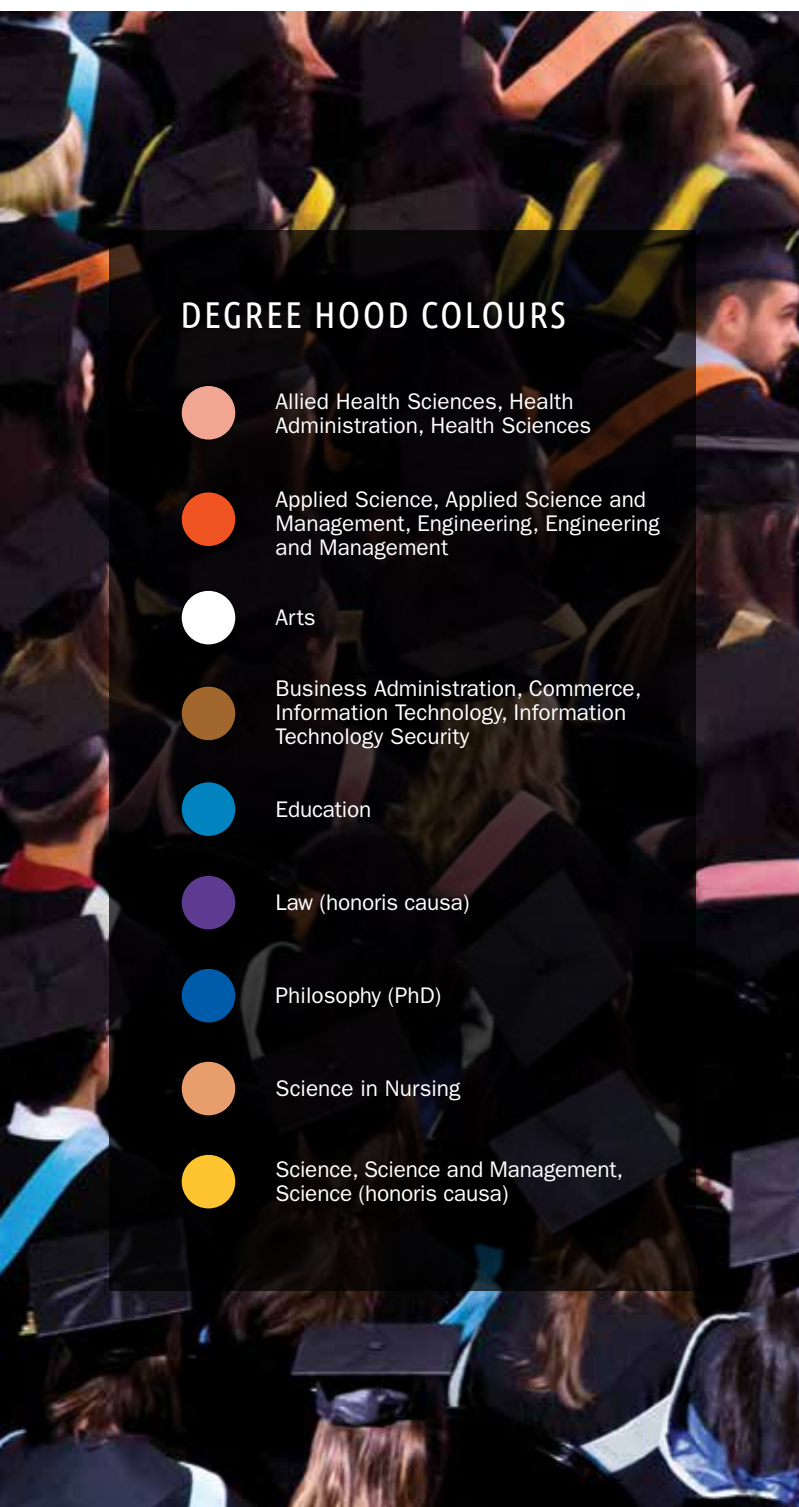 DEGREE HOOD COLOURS
Allied Health Sciences, Health
Administration, Health Sciences
Applied Science, Applied Science and
Management, Engineering, Engineering
and Management
Arts
Business Administration, Commerce,
Information Technology, Information
Technology Security
Education
Law (honoris causa)
Philosophy (PhD)
Science in Nursing
Science, Science and Management,
Science (honoris causa)